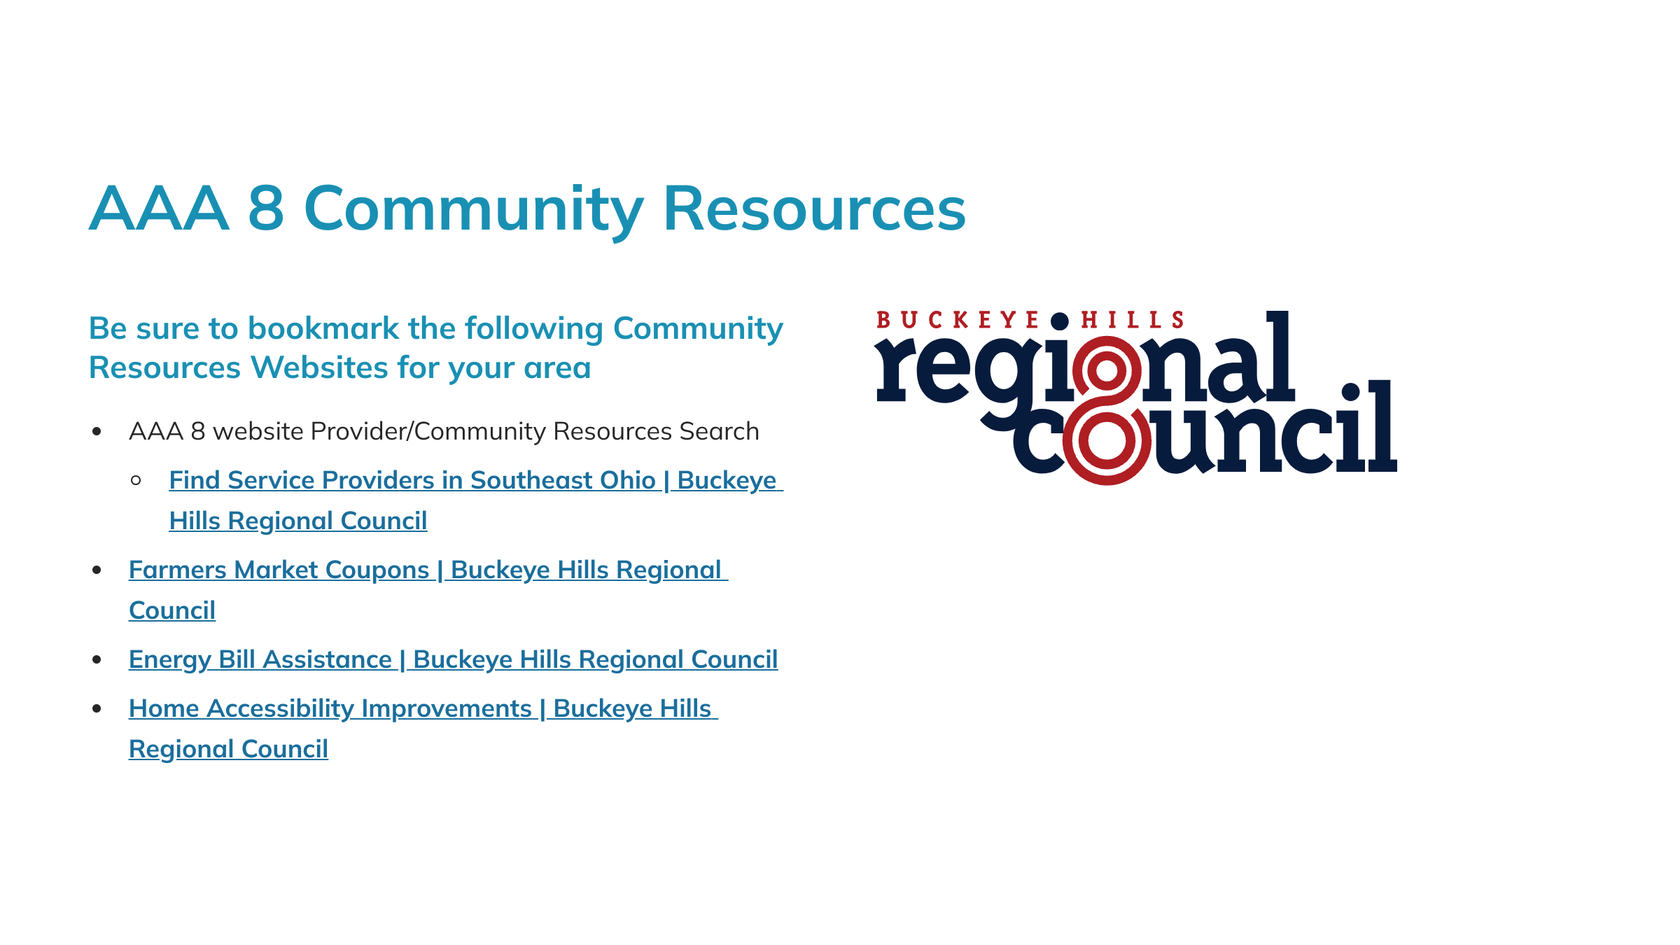 AAA 8 Community Resources
Be sure to bookmark the following Community
Resources Websites for your area
• AAA 8 website Provider/Community Resources Search
○ Find Service Providers in Southeast Ohio | Buckeye
Hills Regional Council
• Farmers Market Coupons | Buckeye Hills Regional
Council
• Energy Bill Assistance | Buckeye Hills Regional Council
• Home Accessibility Improvements | Buckeye Hills
Regional Council
BUCKEYE HILLS
regional
council